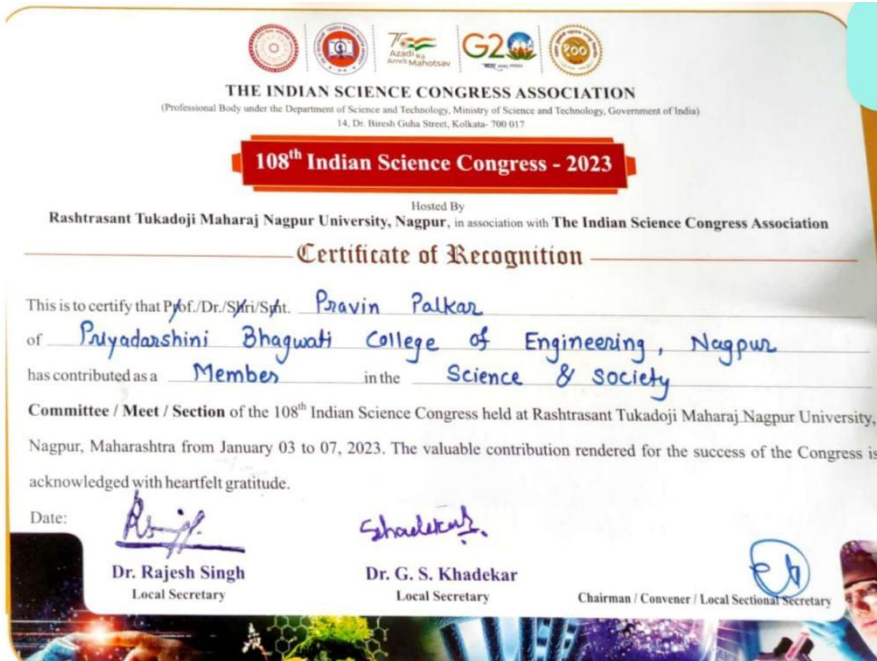 75
Azadi Ka
Amrit Mahotsav
G20
१००
THE INDIAN SCIENCE CONGRESS ASSOCIATION
(Professional Body under the Department of Science and Technology, Ministry of Science and Technology, Government of India)
14, Dr. Biresh Guha Street, Kolkata- 700 017
108th Indian Science Congress - 2023
Hosted By
Rashtrasant Tukadoji Maharaj Nagpur University, Nagpur, in association with The Indian Science Congress Association
Certificate of Recognition
This is to certify that Prof./Dr./Shri/Smt. Pravin Palkar
of Priyadarshini Bhagwati College of Engineering, Nagpur
has contributed as a Member in the Science & Society
Committee / Meet / Section of the 108th Indian Science Congress held at Rashtrasant Tukadoji Maharaj Nagpur University,
Nagpur, Maharashtra from January 03 to 07, 2023. The valuable contribution rendered for the success of the Congress is
acknowledged with heartfelt gratitude.
Date:
Dr. Rajesh Singh
Local Secretary
Dr. G. S. Khadekar
Local Secretary
Chairman / Convener / Local Sectional Secretary